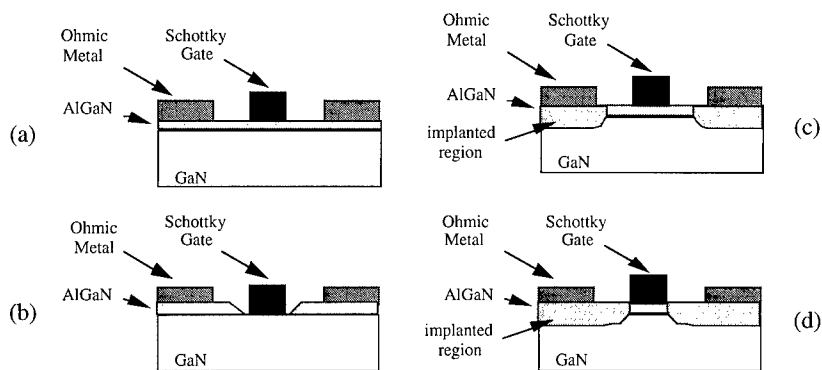 Ohmic
Metal
Schottky
Gate
AlGaN
(a)
GaN
Ohmic
Metal
Schottky
Gate
AlGaN
(b)
GaN
Ohmic
Metal
Schottky
Gate
AlGaN
implanted
region
(c)
GaN
Ohmic
Metal
Schottky
Gate
AlGaN
implanted
region
(d)
GaN